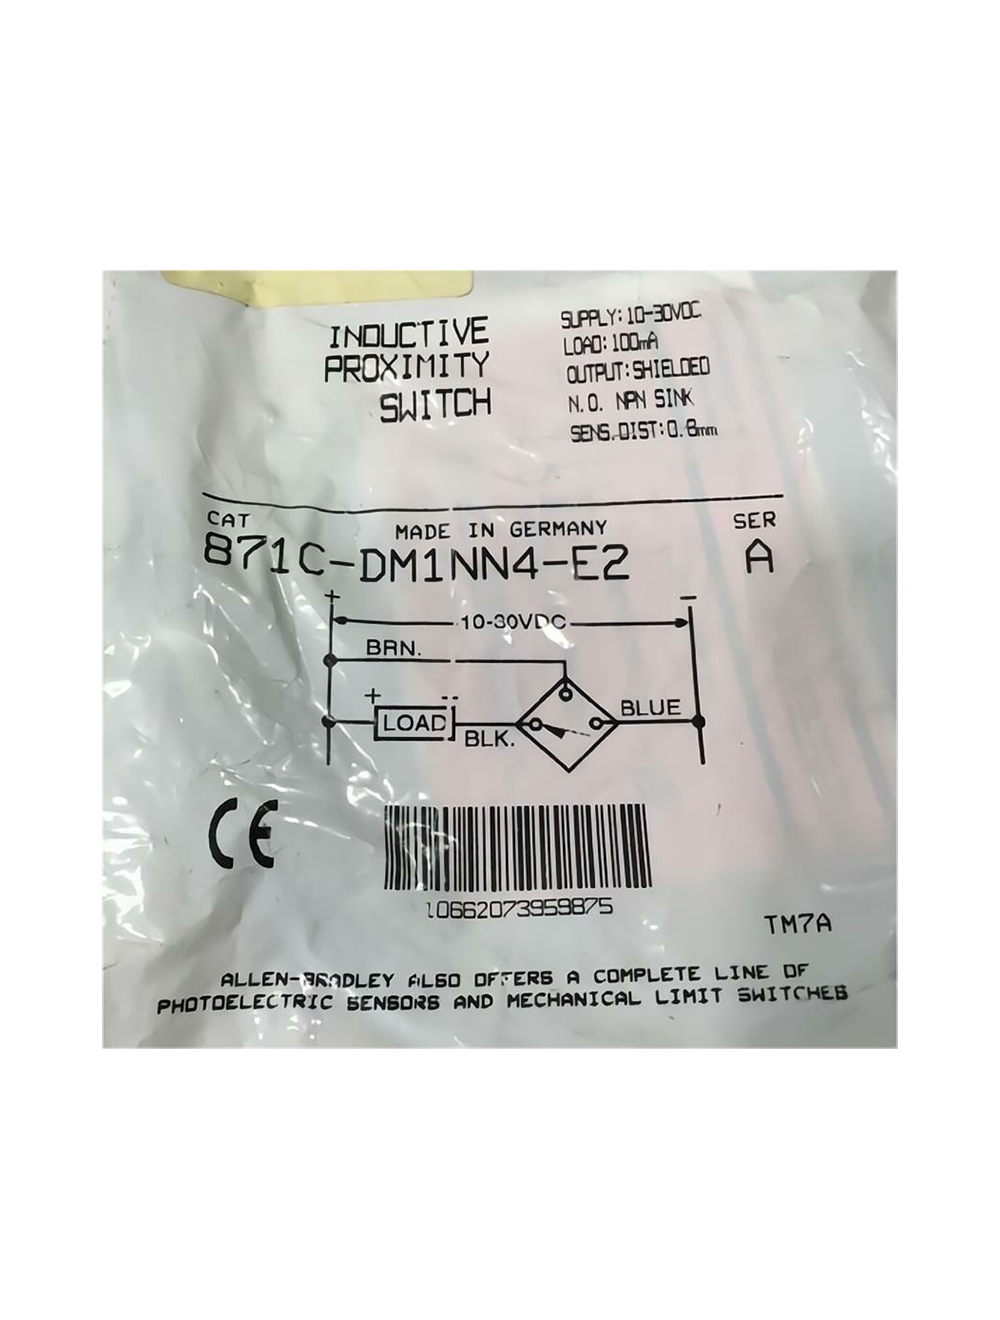 INDUCTIVE
PROXIMITY
SWITCH
SUPPLY: 10-30VDC
LOAD: 100mA
OUTPUT: SHIELDED
N.O. NPN SINK
SENS. DIST: 0.8mm
CAT
MADE IN GERMANY
SER
871C-DM1NN4-E2
A
+ −
10-30VDC
BRN.
+ --
LOAD
BLK.
BLUE
CE
10662073959875
TM7A
ALLEN-BRADLEY ALSO OFFERS A COMPLETE LINE OF
PHOTOELECTRIC SENSORS AND MECHANICAL LIMIT SWITCHES